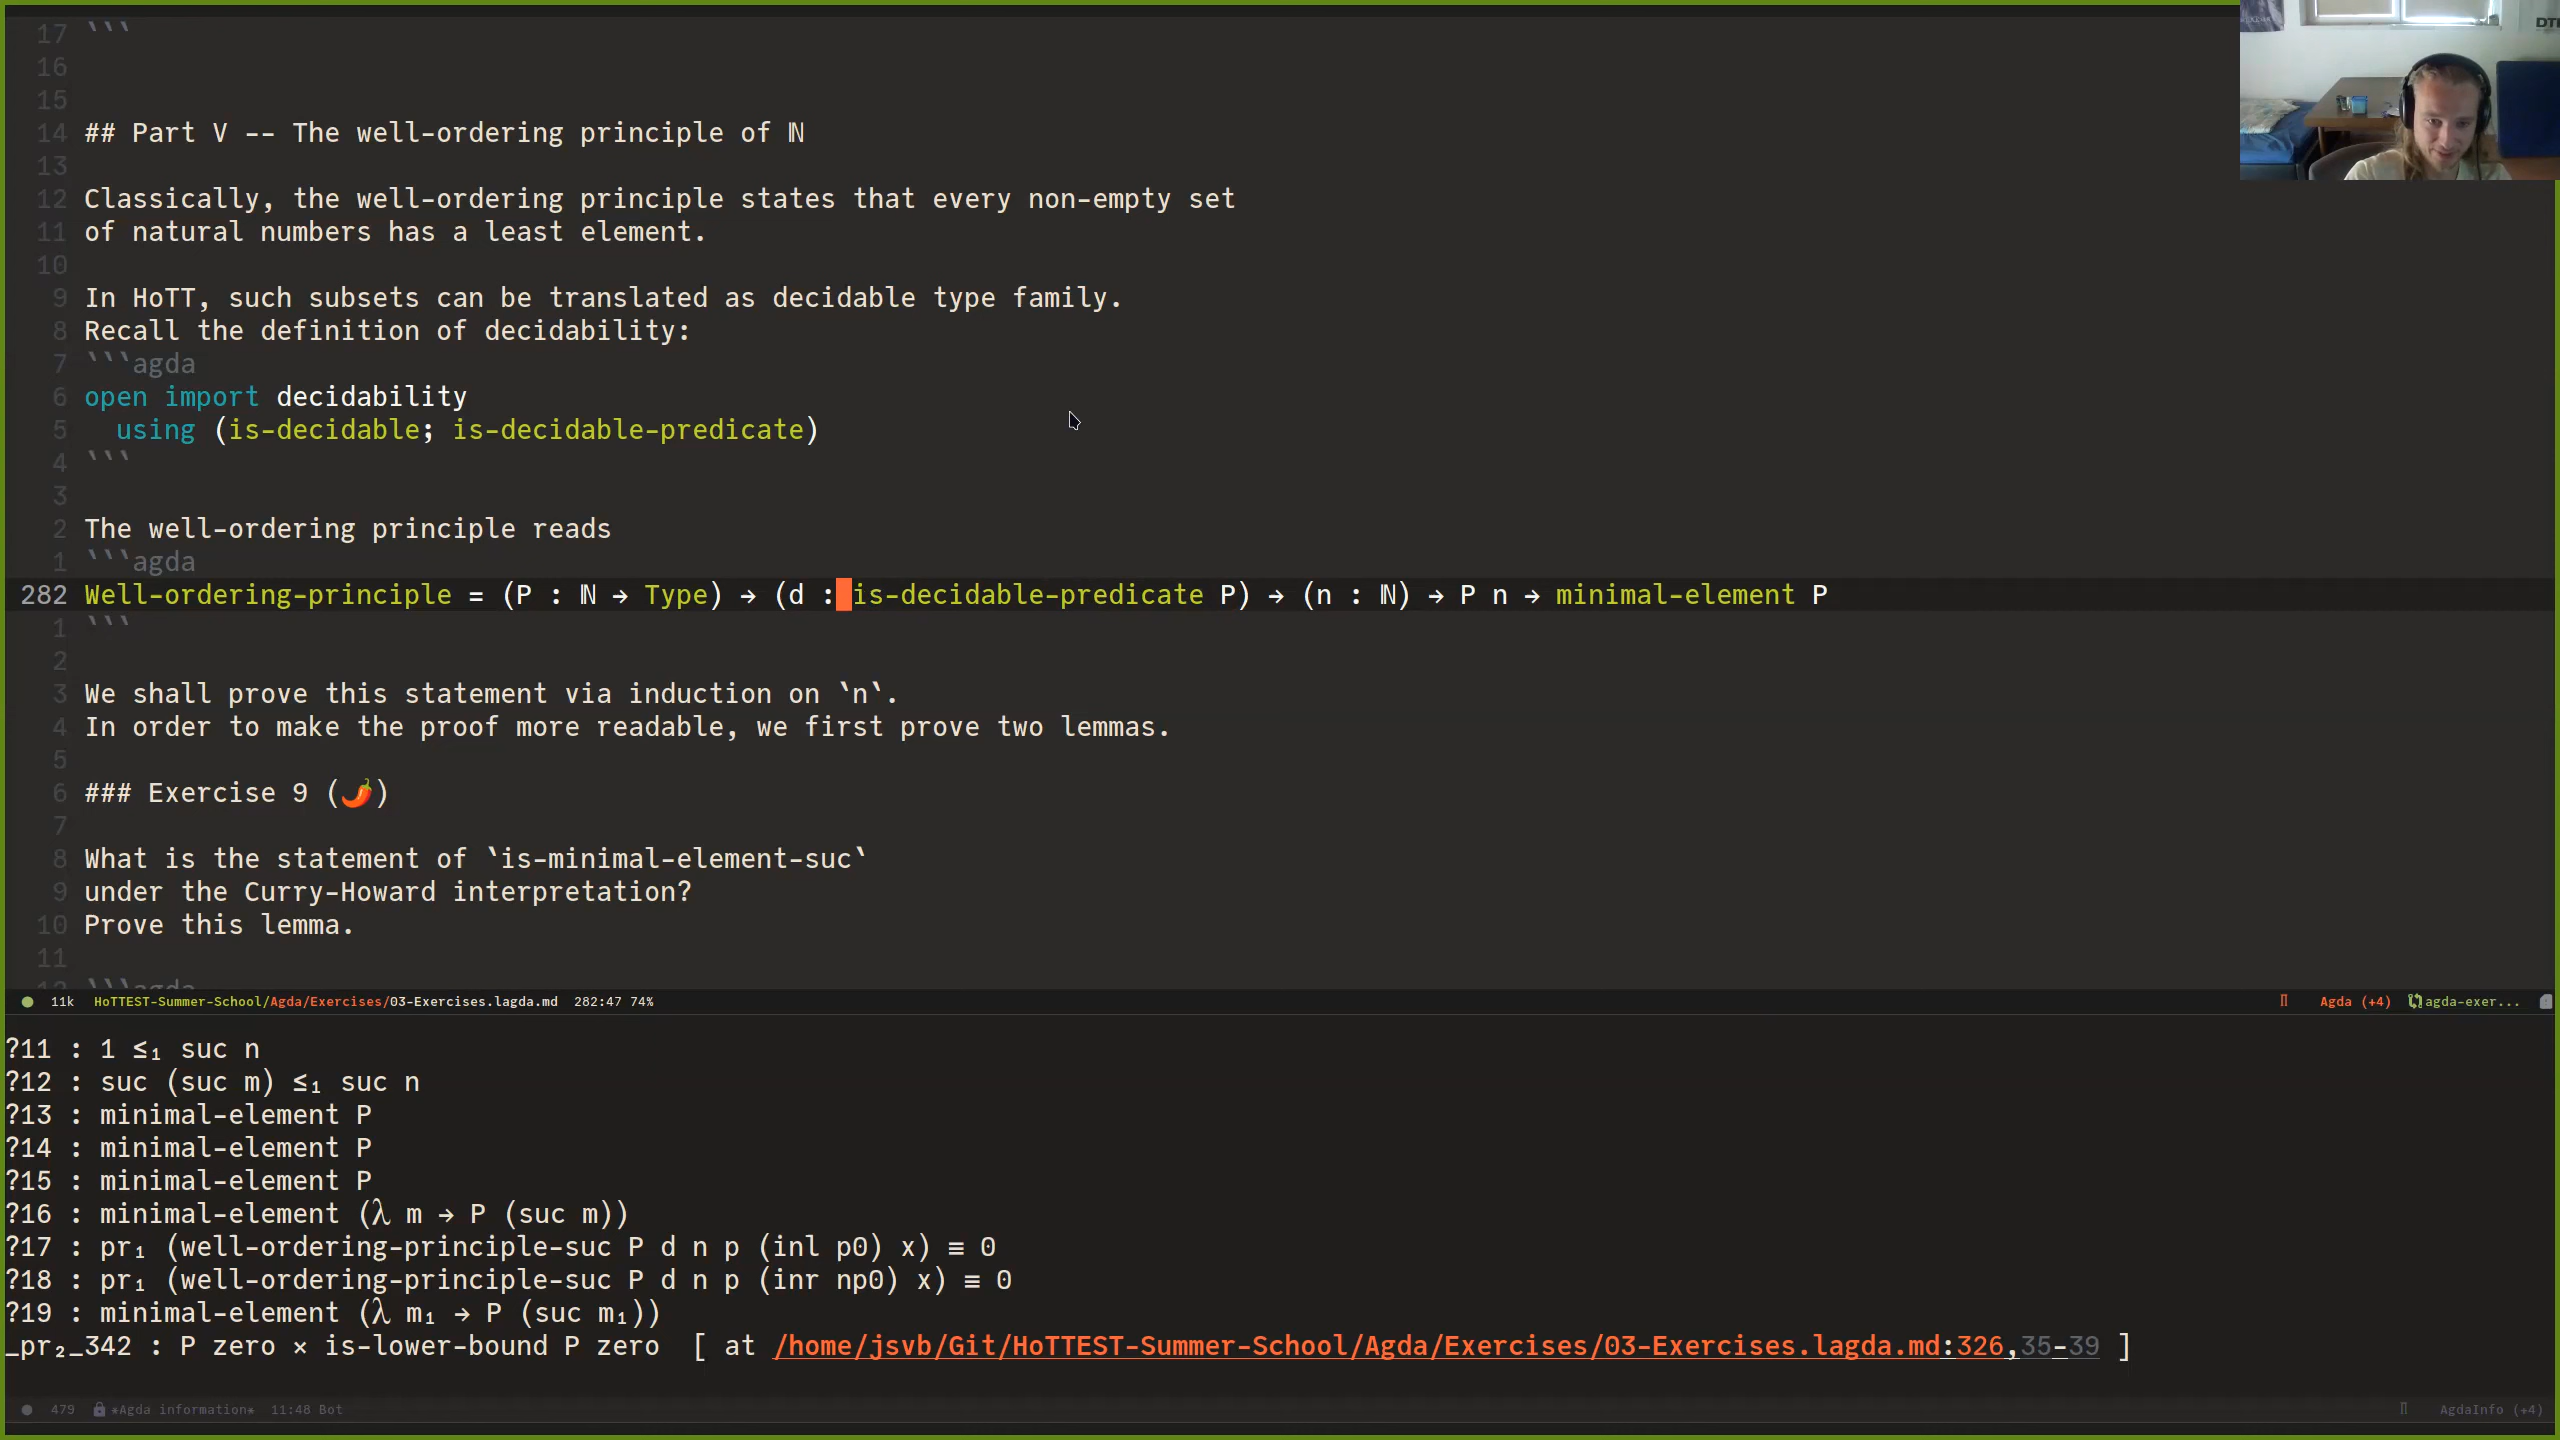 17 ```
16
15
14 ## Part V -- The well-ordering principle of ℕ
13
12 Classically, the well-ordering principle states that every non-empty set
11 of natural numbers has a least element.
10
9 In HoTT, such subsets can be translated as decidable type family.
8 Recall the definition of decidability:
7 ```agda
6 open import decidability
5   using (is-decidable; is-decidable-predicate)
4 ```
3
2 The well-ordering principle reads
1 ```agda
282 Well-ordering-principle = (P : ℕ → Type) → (d : is-decidable-predicate P) → (n : ℕ) → P n → minimal-element P
1 ```
2
3 We shall prove this statement via induction on `n`.
4 In order to make the proof more readable, we first prove two lemmas.
5
6 ### Exercise 9 (🌶️)
7
8 What is the statement of `is-minimal-element-suc`
9 under the Curry-Howard interpretation?
10 Prove this lemma.
11
12 ```agda
11k HoTTEST-Summer-School/Agda/Exercises/03-Exercises.lagda.md 282:47 74% Agda (+4) agda-exer...
?11 : 1 ≤₁ suc n
?12 : suc (suc m) ≤₁ suc n
?13 : minimal-element P
?14 : minimal-element P
?15 : minimal-element P
?16 : minimal-element (λ m → P (suc m))
?17 : pr₁ (well-ordering-principle-suc P d n p (inl p0) x) ≡ 0
?18 : pr₁ (well-ordering-principle-suc P d n p (inr np0) x) ≡ 0
?19 : minimal-element (λ m₁ → P (suc m₁))
_pr₂_342 : P zero × is-lower-bound P zero  [ at /home/jsvb/Git/HoTTEST-Summer-School/Agda/Exercises/03-Exercises.lagda.md:326,35-39 ]
479 *Agda information* 11:48 Bot AgdaInfo (+4)